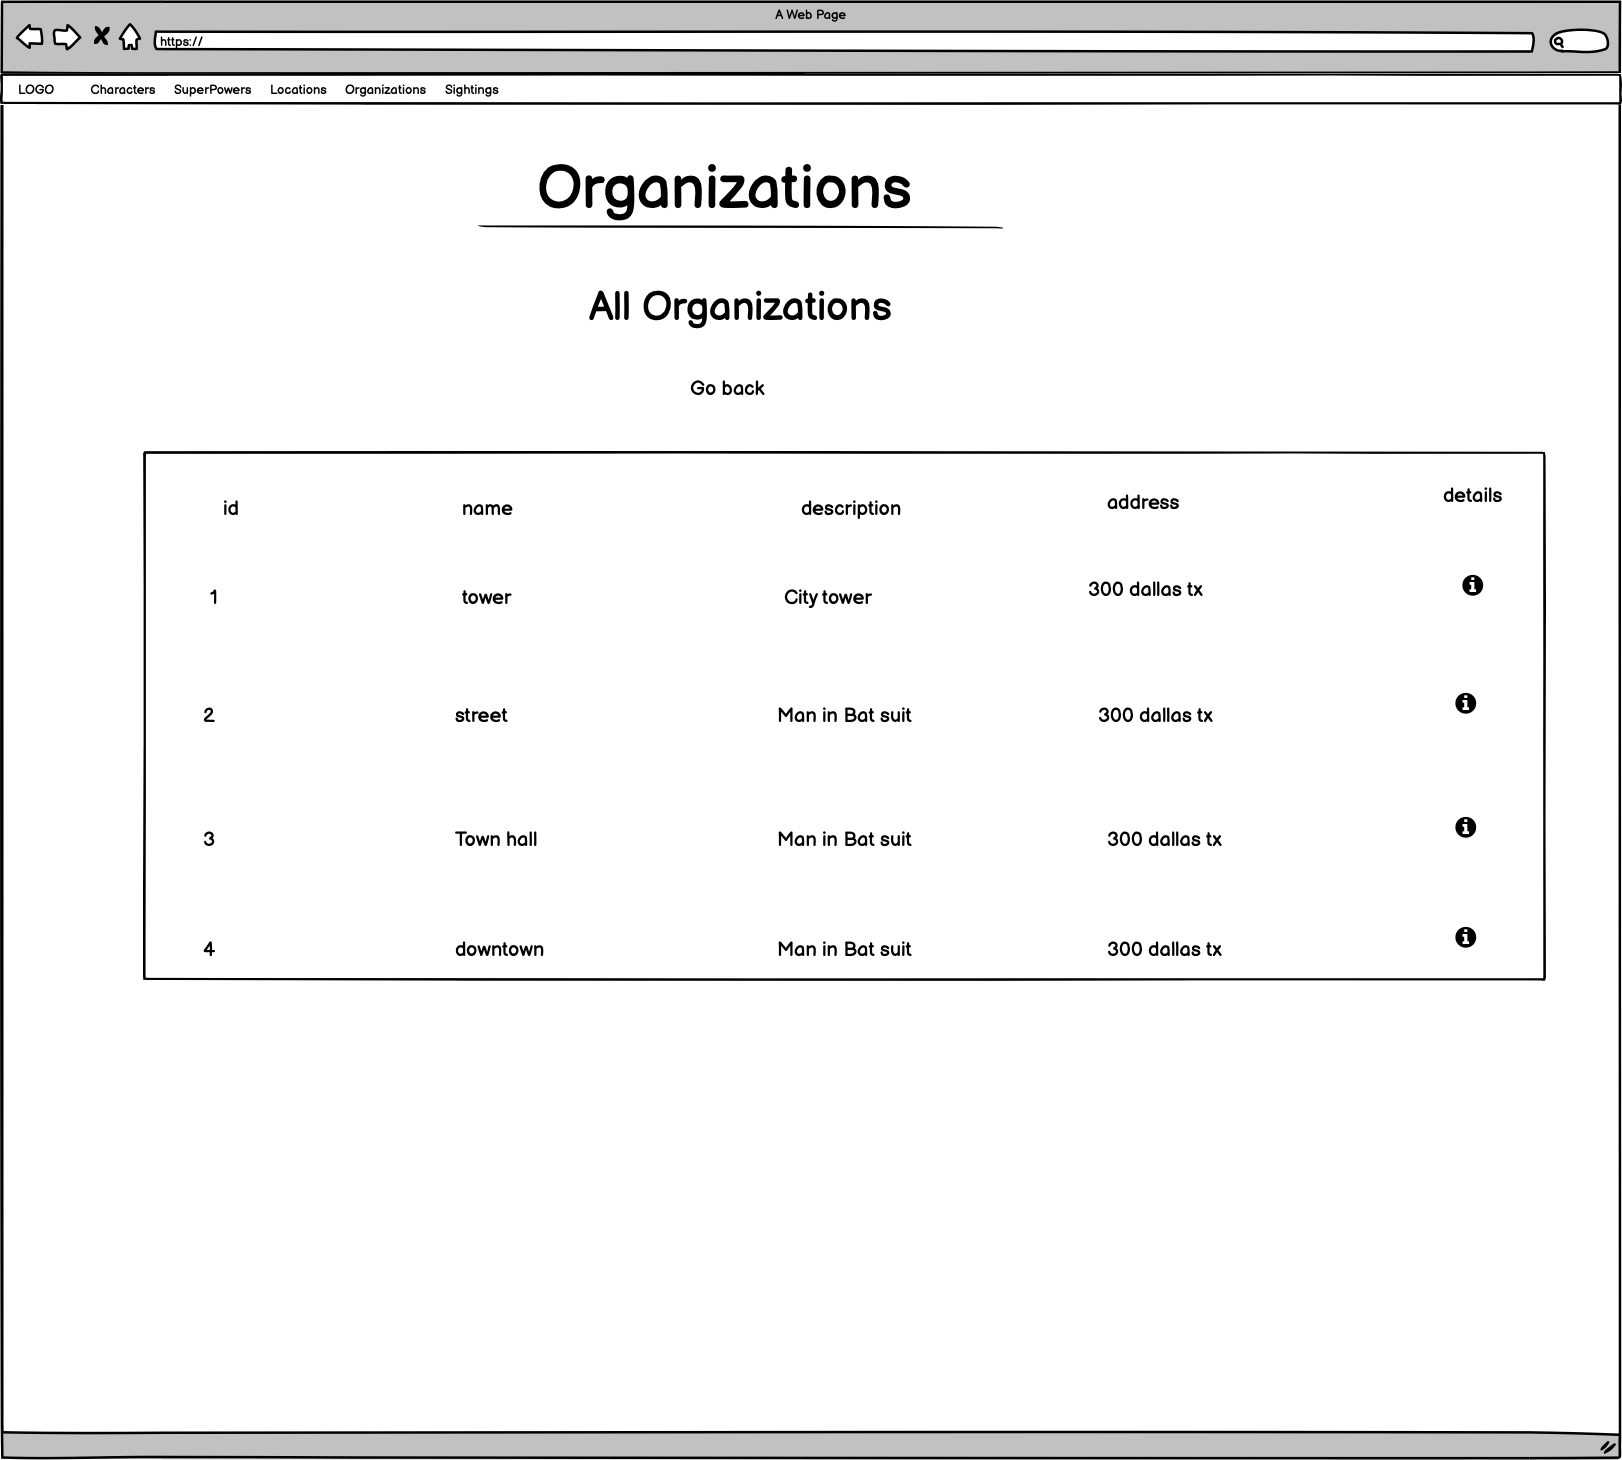 A Web Page
https://
LOGO Characters SuperPowers Locations Organizations Sightings
Organizations
All Organizations
Go back
id name description address details
1 tower City tower 300 dallas tx
2 street Man in Bat suit 300 dallas tx
3 Town hall Man in Bat suit 300 dallas tx
4 downtown Man in Bat suit 300 dallas tx